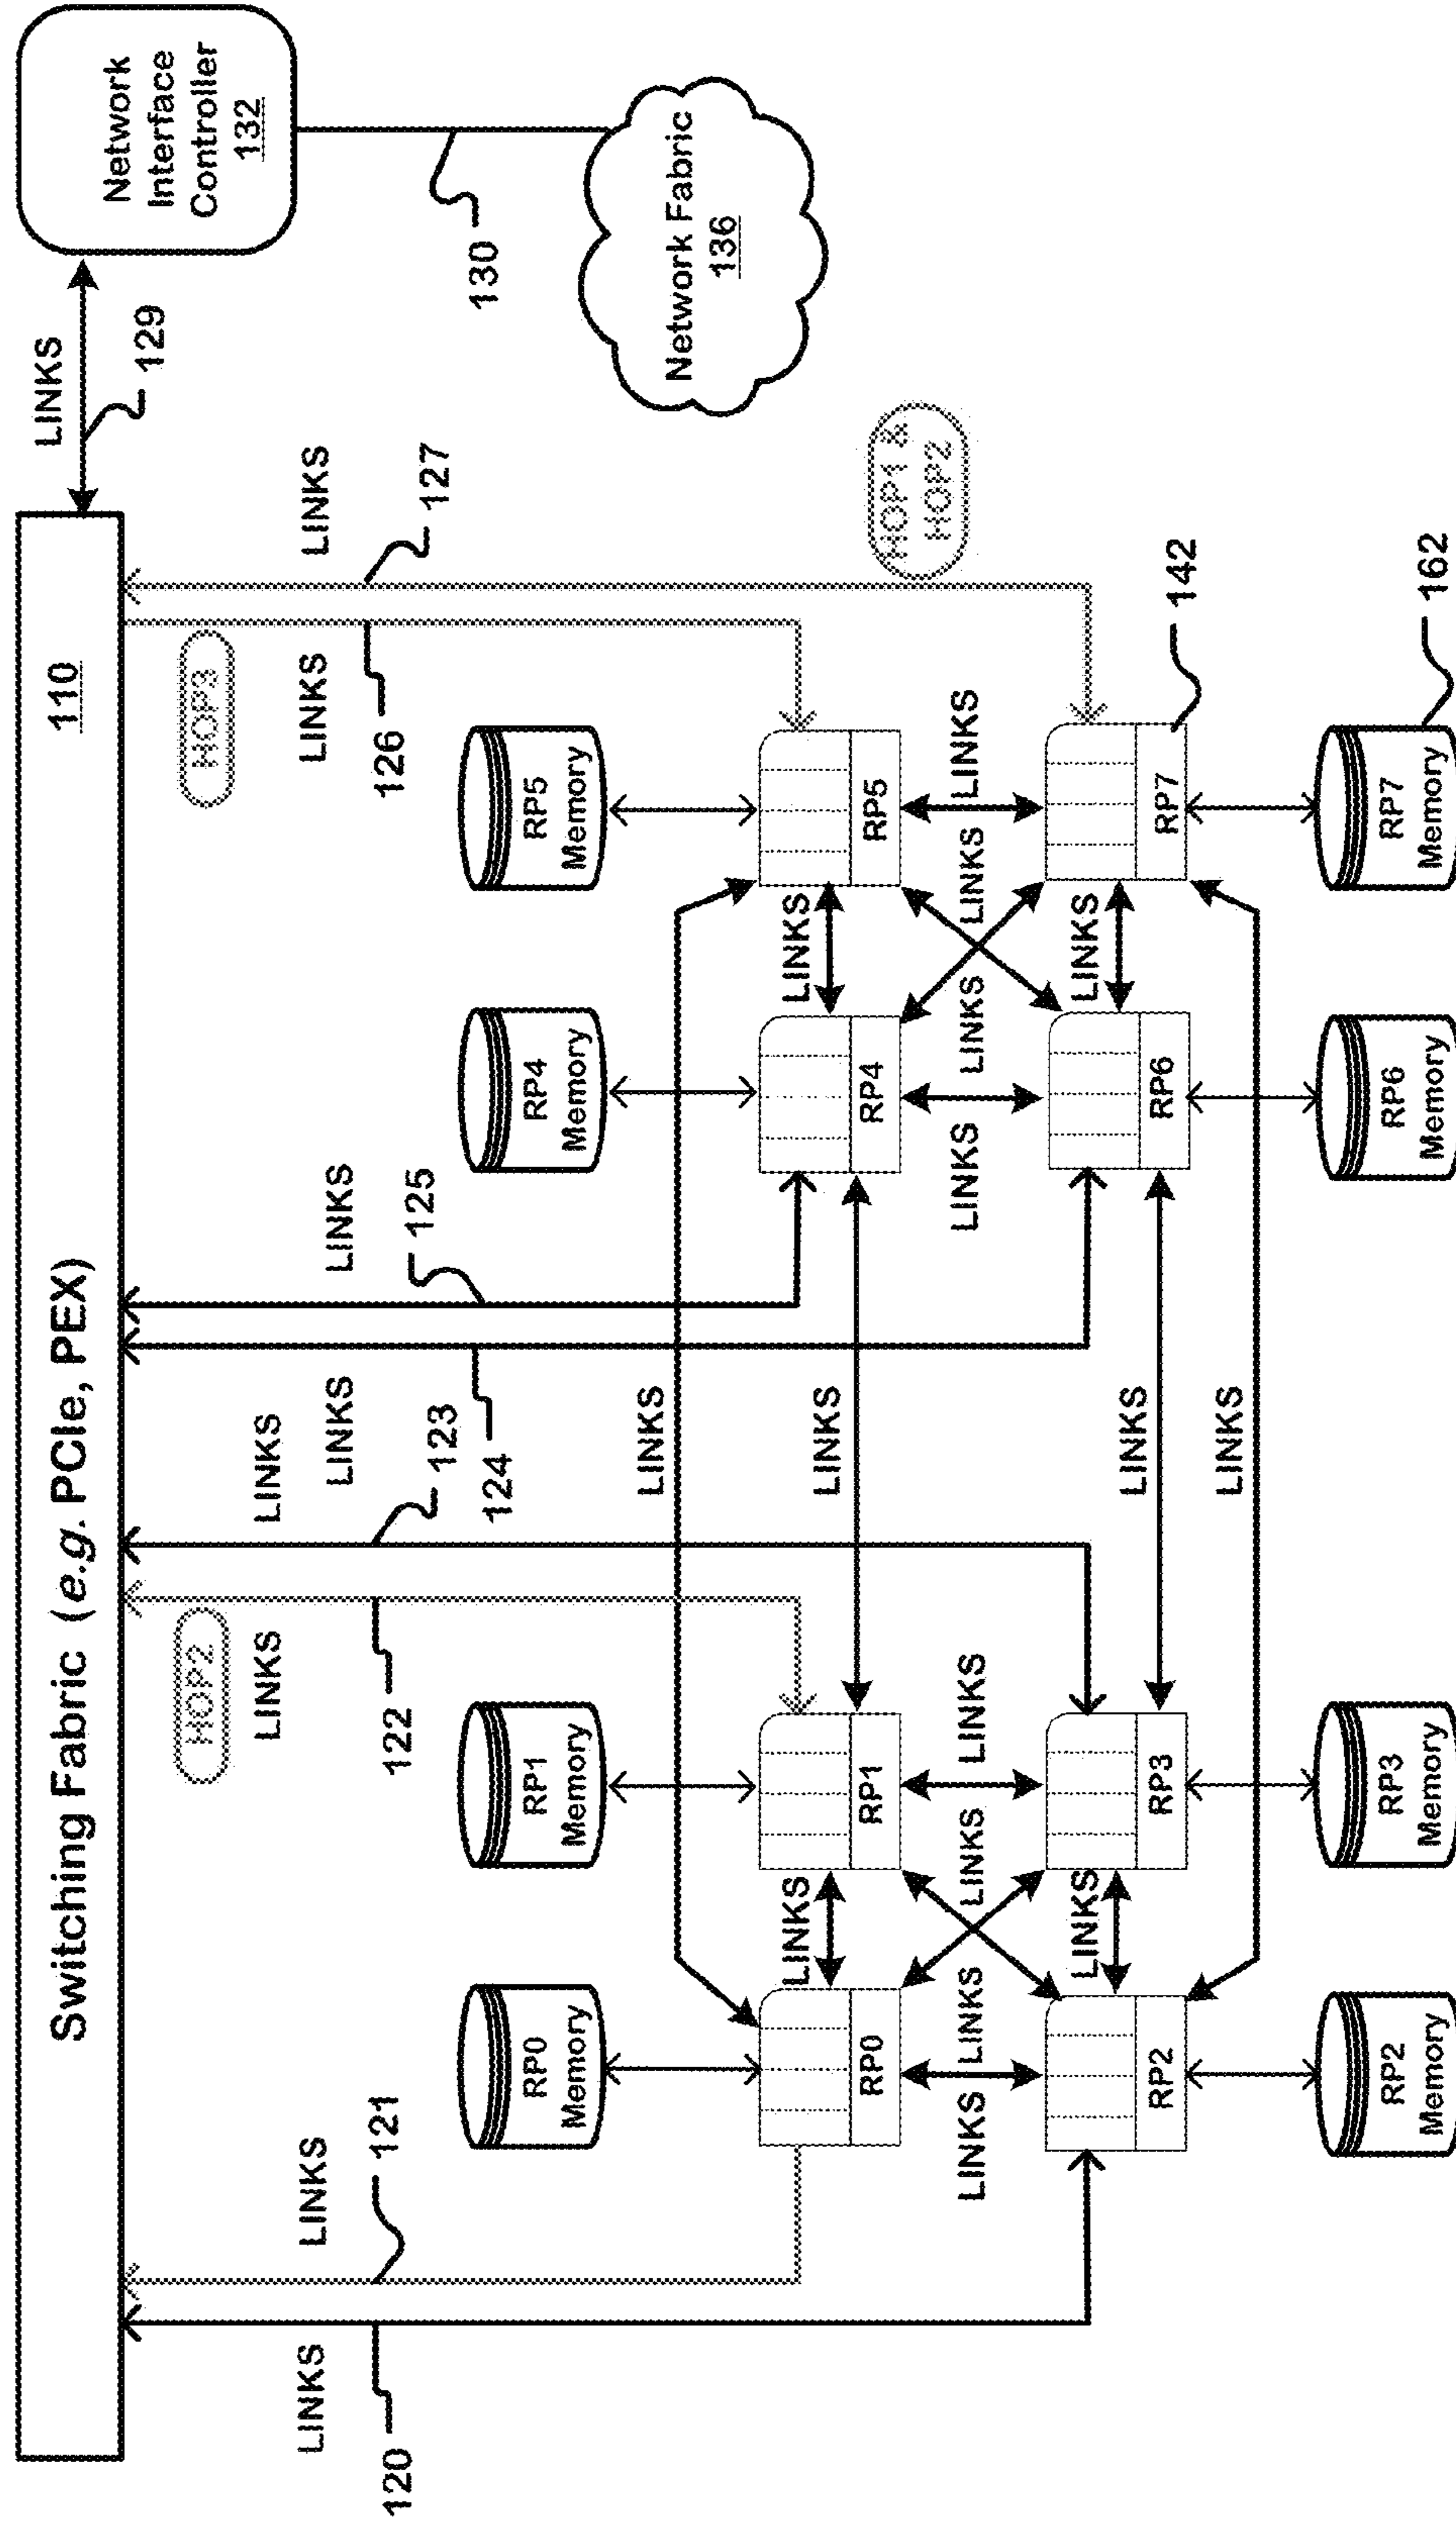 Switching Fabric (e.g. PCIe, PEX)
110
LINKS
129
Network
Interface
Controller
132
130
Network Fabric
136
HOP2
HOP3
LINKS
120
LINKS
121
LINKS
122
LINKS
123
LINKS
124
LINKS
125
LINKS
126
LINKS
127
HOP1 &
HOP2
RP0
Memory
RP1
Memory
RP4
Memory
RP5
Memory
LINKS
RP0
LINKS
RP1
LINKS
RP4
LINKS
RP5
LINKS
LINKS
LINKS
LINKS
LINKS
LINKS
LINKS
LINKS
RP2
LINKS
RP3
LINKS
RP6
LINKS
RP7
142
LINKS
RP2
Memory
RP3
Memory
RP6
Memory
RP7
Memory
162